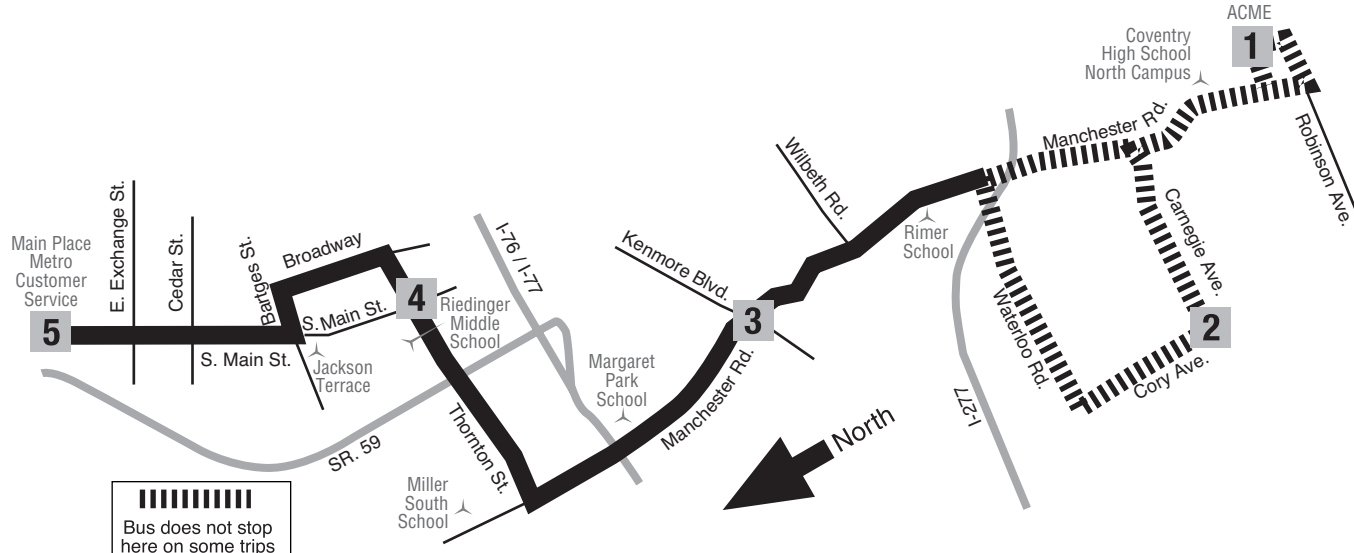 ACME
1
Coventry
High School
North Campus
Manchester Rd.
Robinson Ave.
Carnegie Ave.
2
Cory Ave.
Waterloo Rd.
I-277
Rimer
School
Wilbeth Rd.
Kenmore Blvd.
3
Manchester Rd.
Margaret
Park
School
I-76 / I-77
North
Miller
South
School
Thornton St.
SR. 59
4
Riedinger
Middle
School
S. Main St.
Broadway
Bartges St.
Jackson
Terrace
S. Main St.
Cedar St.
E. Exchange St.
Main Place
Metro
Customer
Service
5
Bus does not stop
here on some trips